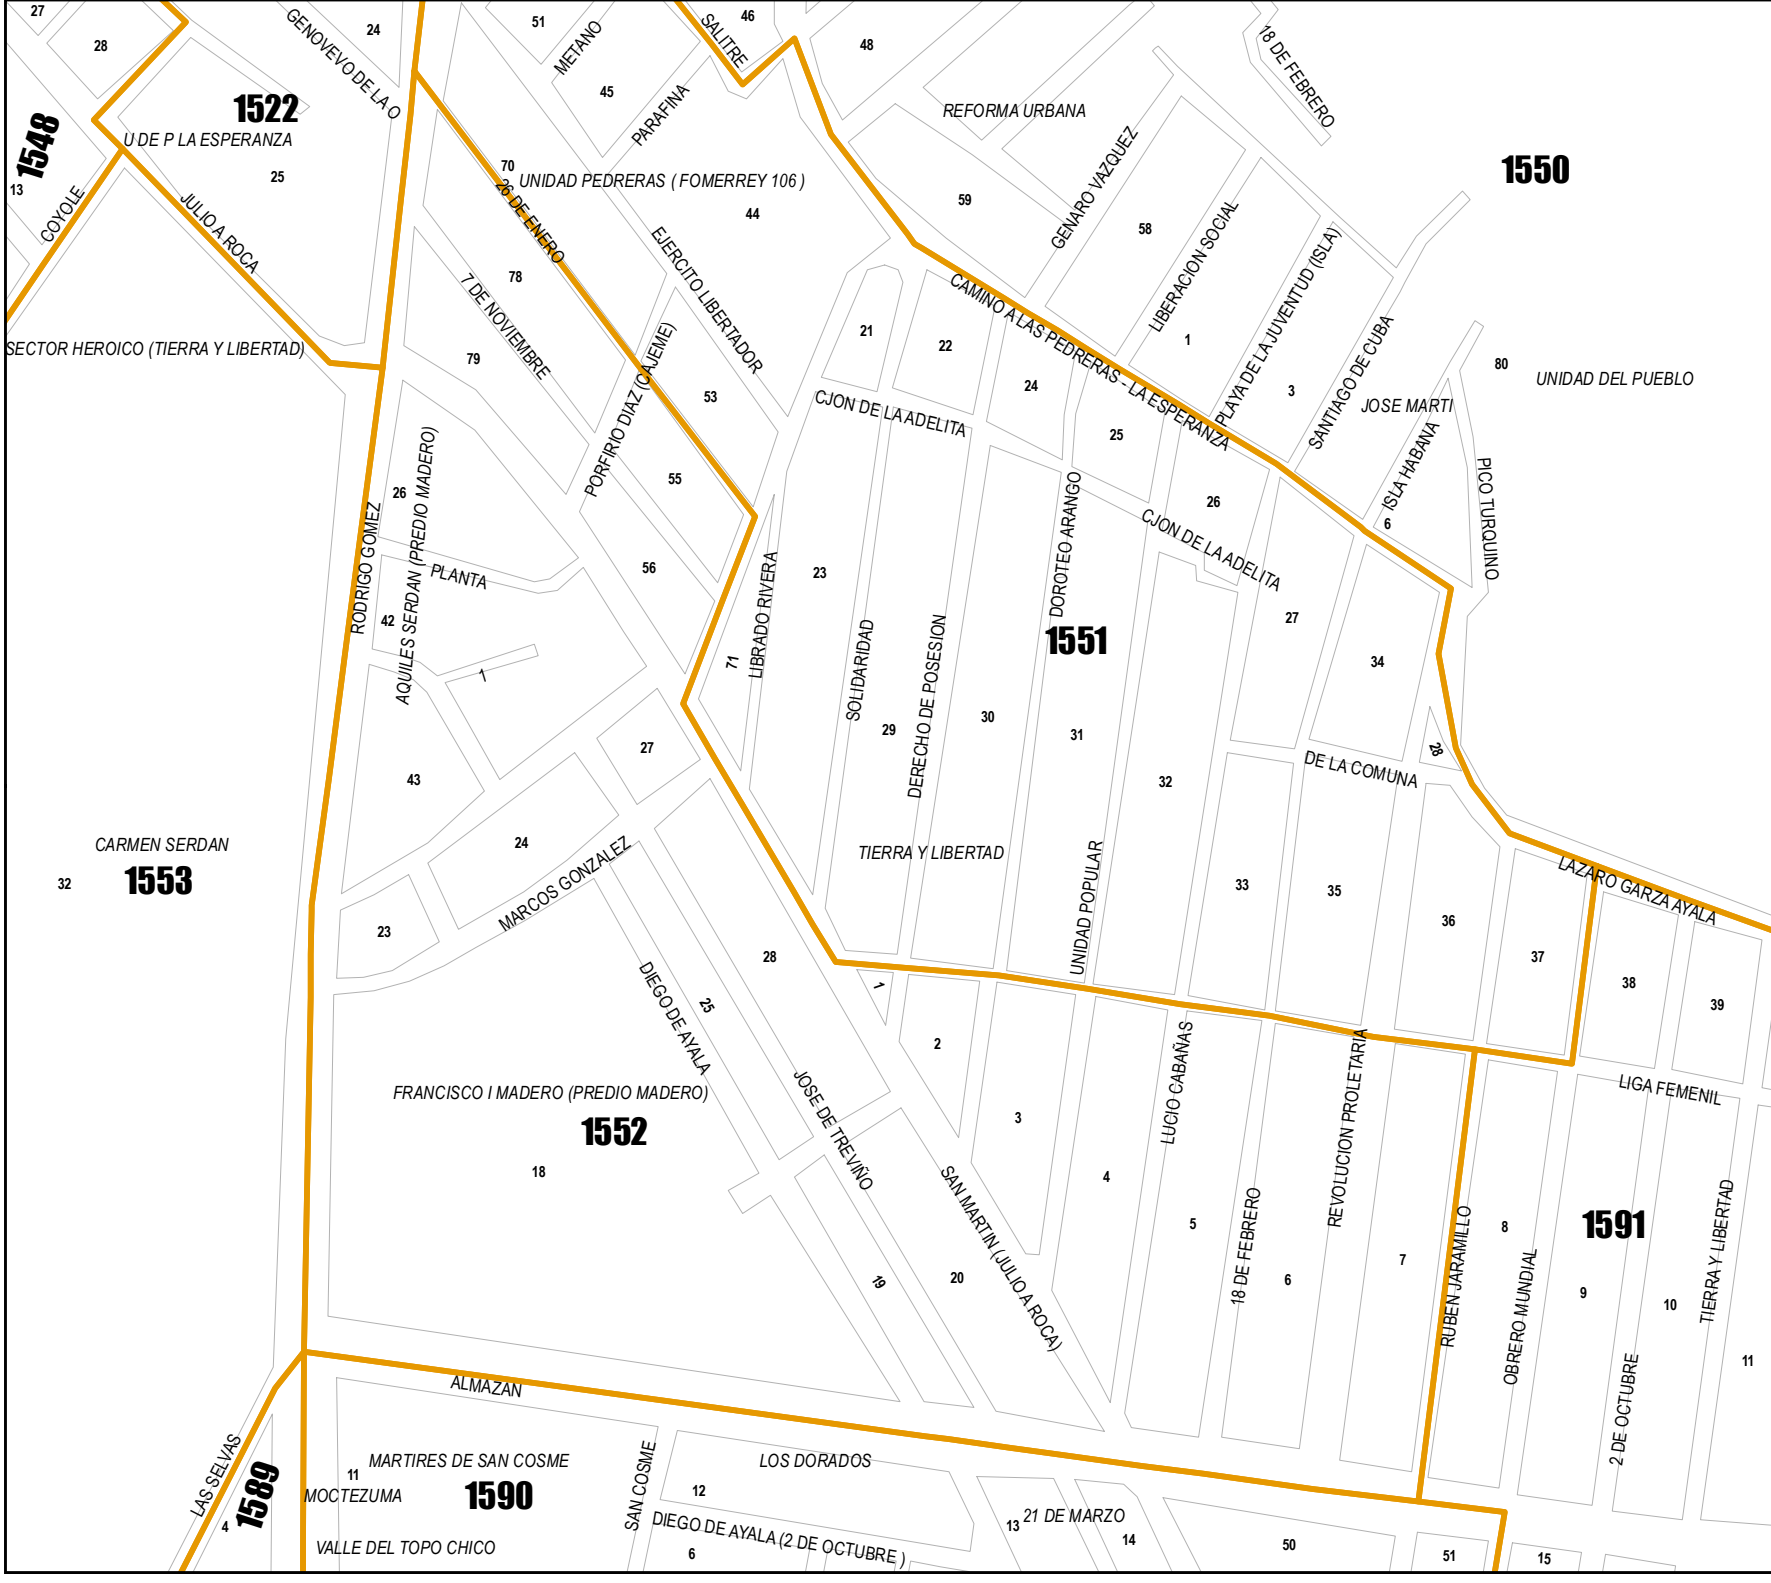 27
28
24
GENOVEVO DE LA O
51
METANO
SALITRE
46
48
18 DE FEBRERO
1522
U DE P LA ESPERANZA
1548
13
COYOLE
25
JULIO A ROCA
45
PARAFINA
REFORMA URBANA
GENARO VAZQUEZ
1550
70
UNIDAD PEDRERAS ( FOMERREY 106 )
26 DE ENERO
44
59
58
LIBERACION SOCIAL
EJERCITO LIBERTADOR
78
7 DE NOVIEMBRE
79
SECTOR HEROICO (TIERRA Y LIBERTAD)
CAMINO A LAS PEDRERAS - LA ESPERANZA
21
22
24
1
PLAYA DE LA JUVENTUD (ISLA)
3
SANTIAGO DE CUBA
80
UNIDAD DEL PUEBLO
JOSE MARTI
53
PORFIRIO DIAZ (CAJEME)
CJON DE LA ADELITA
25
ISLA HABANA
6
PICO TURQUINO
26
AQUILES SERDAN (PREDIO MADERO)
RODRIGO GOMEZ
55
26
CJON DE LA ADELITA
DOROTEO ARANGO
PLANTA
56
23
LIBRADO RIVERA
42
71
SOLIDARIDAD
DERECHO DE POSESION
1551
27
34
1
29
30
31
27
43
32
DE LA COMUNA
28
CARMEN SERDAN
1553
32
24
MARCOS GONZALEZ
TIERRA Y LIBERTAD
UNIDAD POPULAR
33
35
36
37
LAZARO GARZA AYALA
23
28
DIEGO DE AYALA
25
1
38
39
2
LUCIO CABAÑAS
REVOLUCION PROLETARIA
LIGA FEMENIL
FRANCISCO I MADERO (PREDIO MADERO)
1552
18
JOSE DE TREVIÑO
3
4
5
18 DE FEBRERO
6
7
RUBEN JARAMILLO
8
1591
OBRERO MUNDIAL
9
10
TIERRA Y LIBERTAD
11
2 DE OCTUBRE
SAN MARTIN (JULIO A ROCA)
19
20
ALMAZAN
LAS SELVAS
1589
4
MARTIRES DE SAN COSME
11
MOCTEZUMA
1590
VALLE DEL TOPO CHICO
SAN COSME
LOS DORADOS
12
DIEGO DE AYALA (2 DE OCTUBRE )
6
13
21 DE MARZO
14
50
51
15